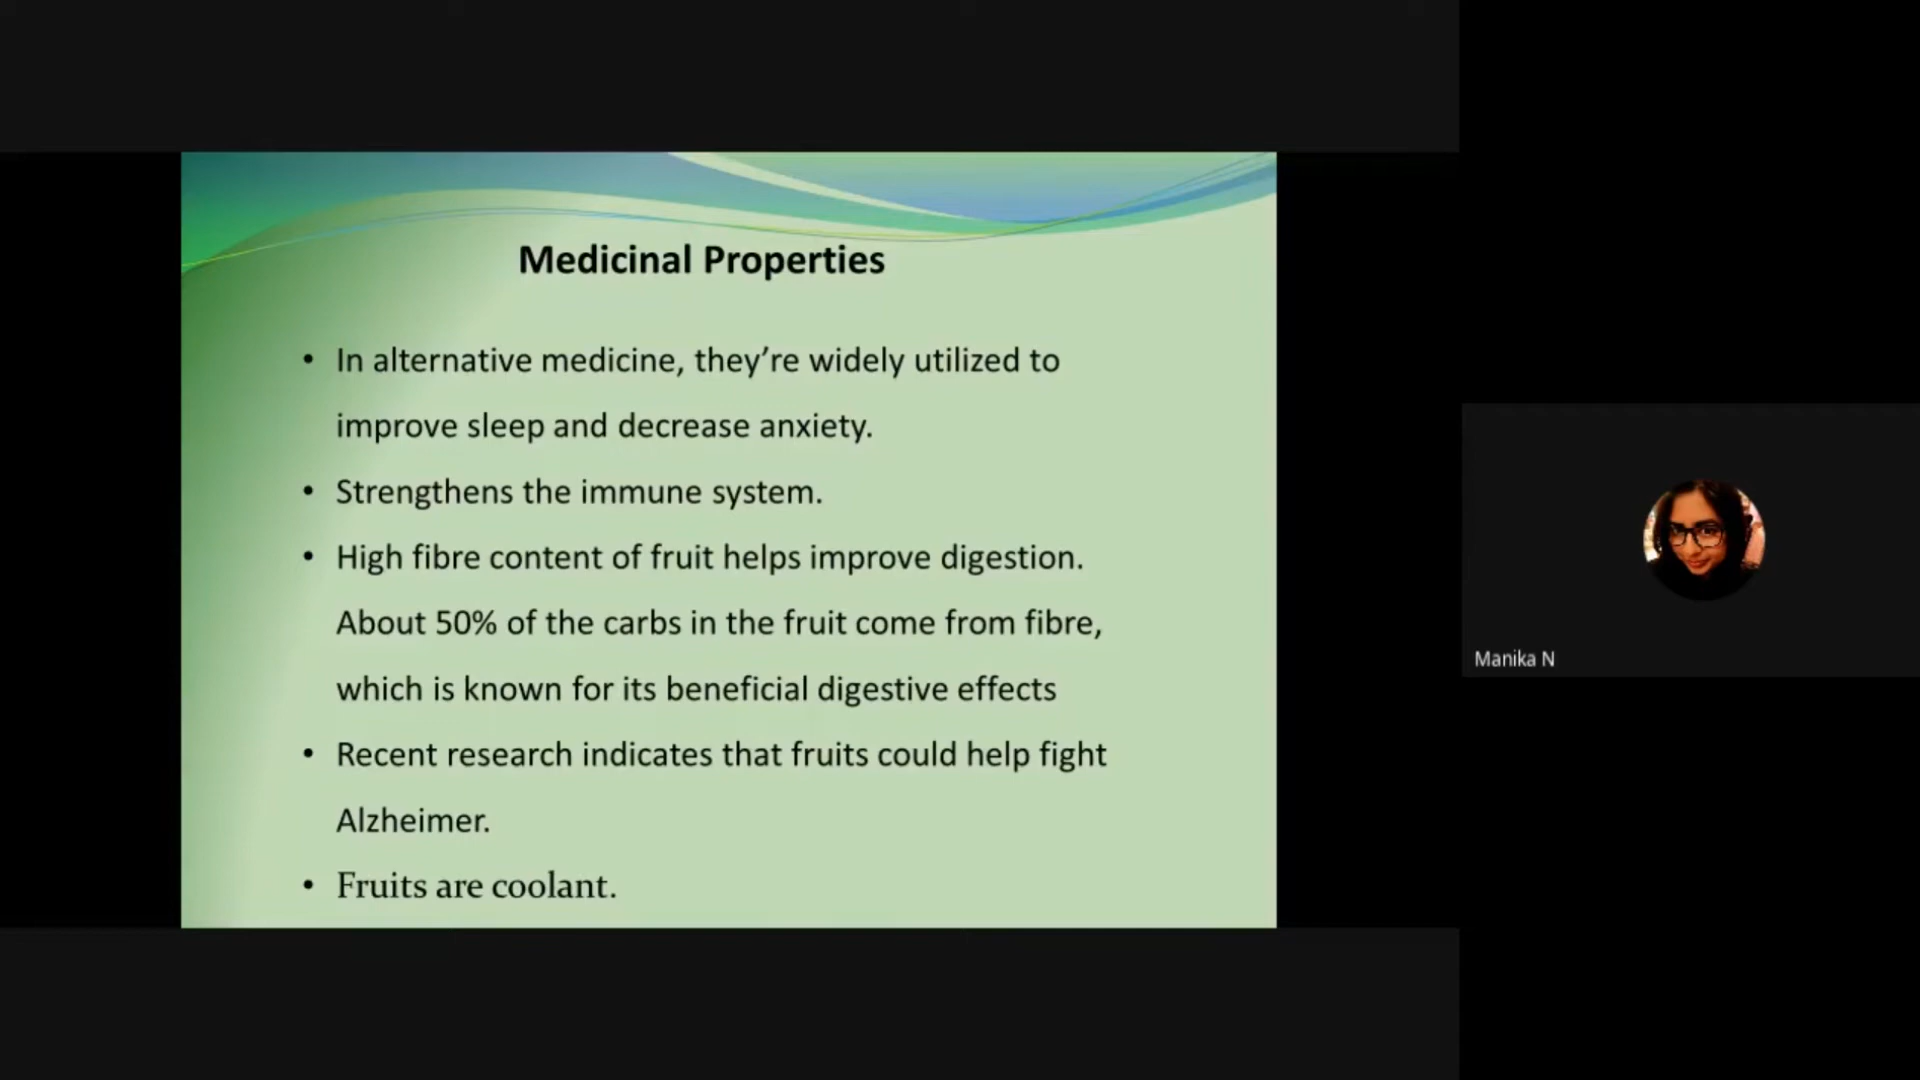 Medicinal Properties
• In alternative medicine, they’re widely utilized to
improve sleep and decrease anxiety.
• Strengthens the immune system.
• High fibre content of fruit helps improve digestion.
About 50% of the carbs in the fruit come from fibre,
which is known for its beneficial digestive effects
• Recent research indicates that fruits could help fight
Alzheimer.
• Fruits are coolant.
Manika N